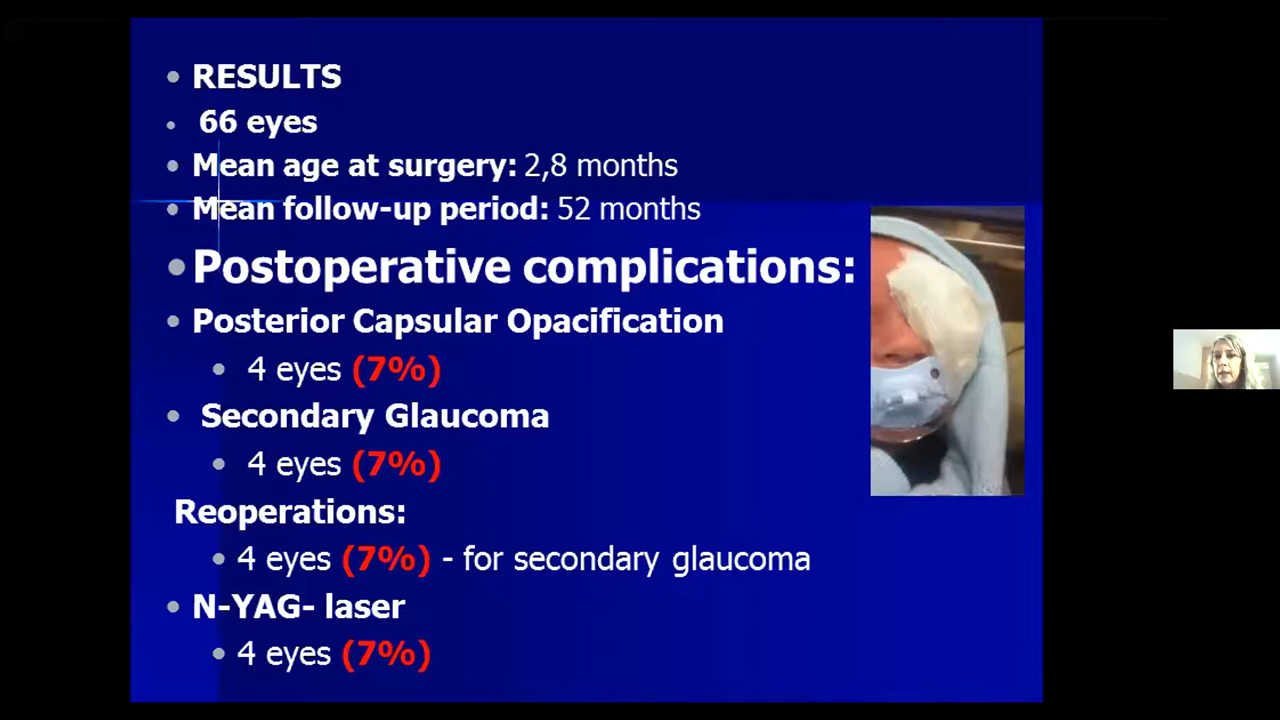 RESULTS
66 eyes
Mean age at surgery: 2,8 months
Mean follow-up period: 52 months
Postoperative complications:
Posterior Capsular Opacification
4 eyes (7%)
Secondary Glaucoma
4 eyes (7%)
Reoperations:
4 eyes (7%) - for secondary glaucoma
N-YAG- laser
4 eyes (7%)